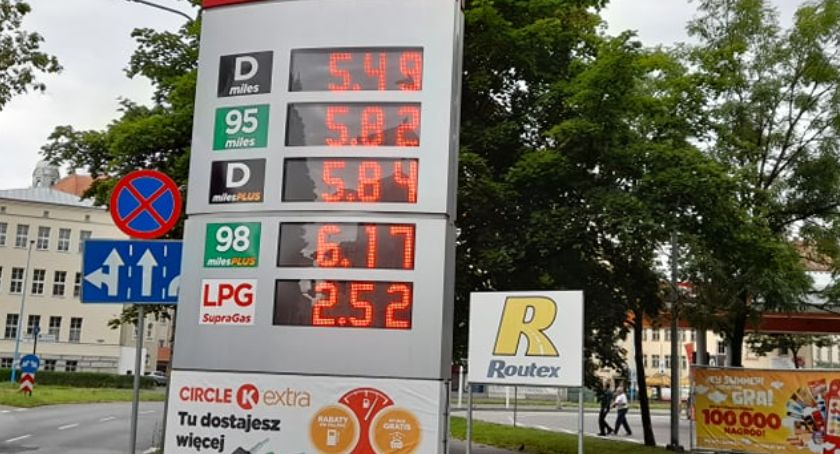 D 5.49
miles
95 5.82
miles
D 5.84
milesPLUS
98 6.17
milesPLUS
LPG 2.52
SupraGas
CIRCLE K extra
Tu dostajesz
więcej
RABATY
GRATIS
R
Routex
GRA!
100 000
NAGRÓD!